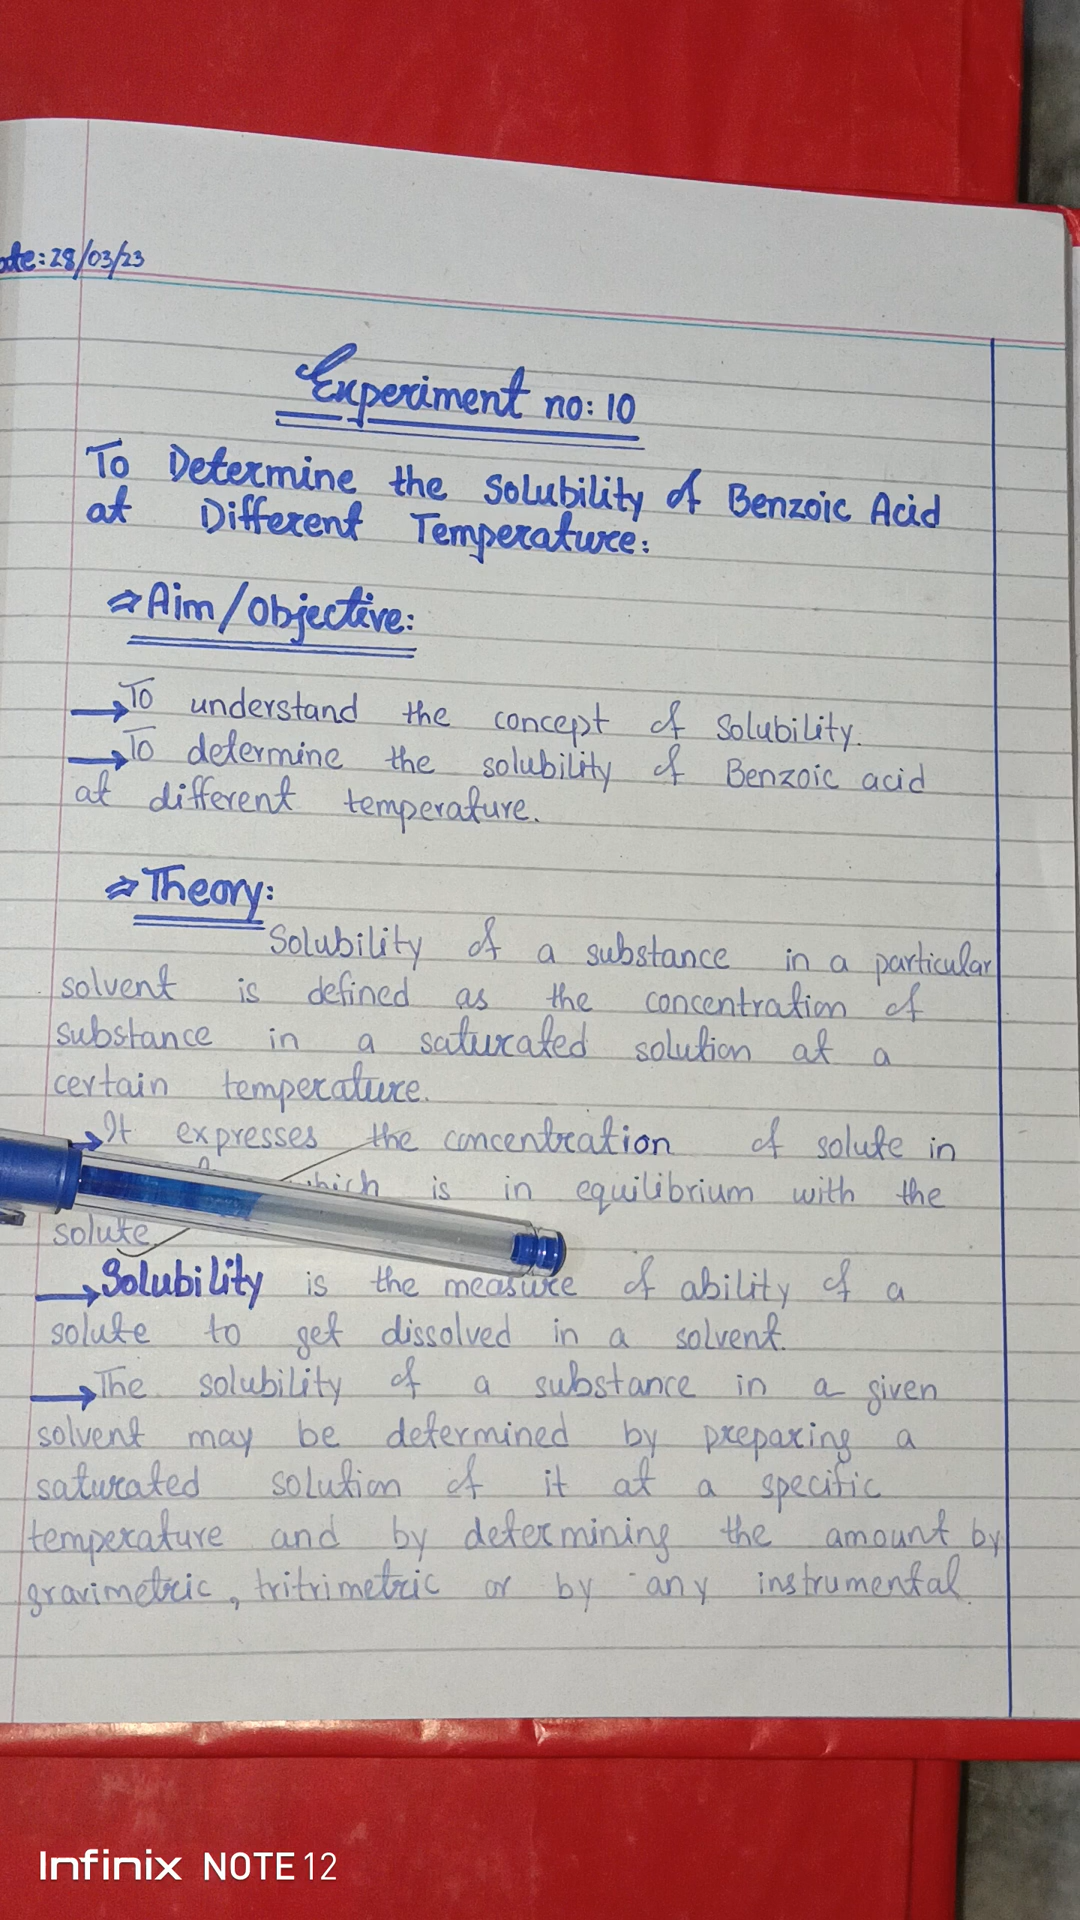 ate: 28/03/23
Experiment no: 10
To Determine the Solubility of Benzoic Acid
at Different Temperature:
⇒ Aim/Objective:
→ To understand the concept of Solubility.
→ To determine the solubility of Benzoic acid
at different temperature.
⇒ Theory:
Solubility of a substance in a particular
solvent is defined as the concentration of
substance in a saturated solution at a
certain temperature.
→ It expresses the concentration of solute in
which is in equilibrium with the
solute.
→ Solubility is the measure of ability of a
solute to get dissolved in a solvent.
→ The solubility of a substance in a given
solvent may be determined by preparing a
saturated solution of it at a specific
temperature and by determining the amount by
gravimetric, tritrimetric or by any instrumental
Infinix NOTE 12